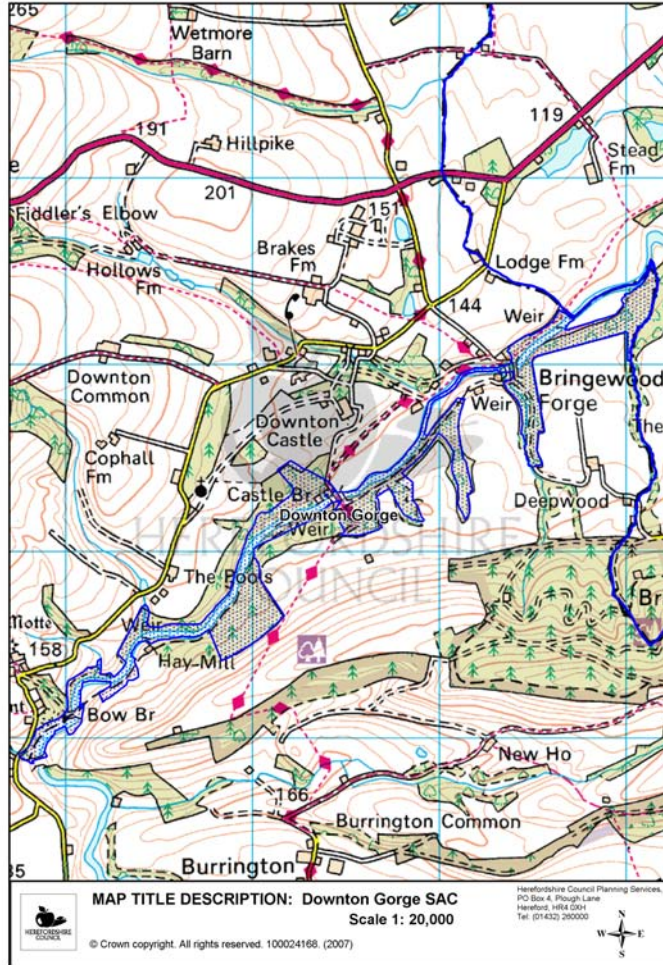 265
Wetmore
Barn
191
Hillpike
119
Stead
Fm
201
151
Fiddler's Elbow
Brakes
Fm
Hollows
Fm
Lodge Fm
144
Weir
Downton
Common
Bringewood
Forge
Weir
The
Downton
Castle
Cophall
Fm
Castle Br
Deepwood
Downton Gorge
Weir
HEREFORDSHIRE
COUNCIL
The Pools
Br
Weir
Motte
158
Hay Mill
Bow Br
New Ho
166
Burrington Common
Burrington
MAP TITLE DESCRIPTION: Downton Gorge SAC
Scale 1: 20,000
© Crown copyright. All rights reserved. 100024168. (2007)
HEREFORDSHIRE
COUNCIL
Herefordshire Council Planning Services,
PO Box 4, Plough Lane
Hereford, HR4 0XH
Tel: (01432) 260000
N
W E
S